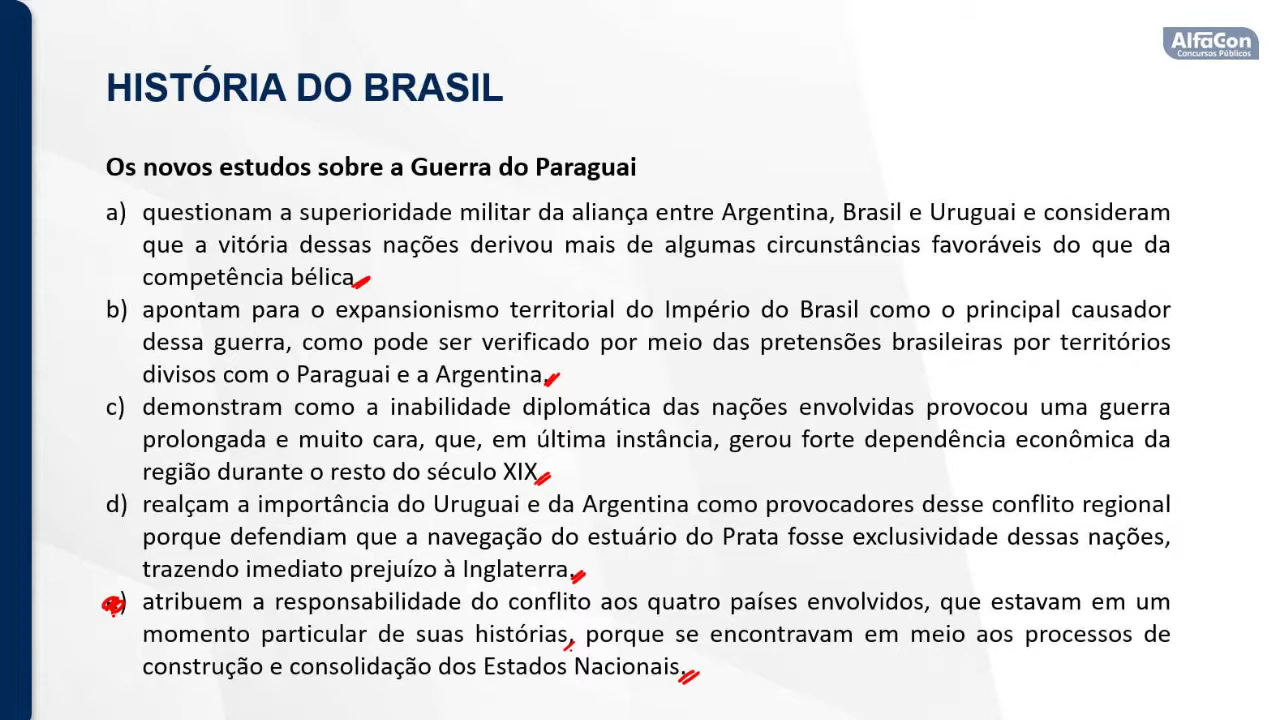 AlfaCon
Concursos Públicos
HISTÓRIA DO BRASIL
Os novos estudos sobre a Guerra do Paraguai
a) questionam a superioridade militar da aliança entre Argentina, Brasil e Uruguai e consideram
que a vitória dessas nações derivou mais de algumas circunstâncias favoráveis do que da
competência bélica
b) apontam para o expansionismo territorial do Império do Brasil como o principal causador
dessa guerra, como pode ser verificado por meio das pretensões brasileiras por territórios
divisos com o Paraguai e a Argentina.
c) demonstram como a inabilidade diplomática das nações envolvidas provocou uma guerra
prolongada e muito cara, que, em última instância, gerou forte dependência econômica da
região durante o resto do século XIX
d) realçam a importância do Uruguai e da Argentina como provocadores desse conflito regional
porque defendiam que a navegação do estuário do Prata fosse exclusividade dessas nações,
trazendo imediato prejuízo à Inglaterra.
) atribuem a responsabilidade do conflito aos quatro países envolvidos, que estavam em um
momento particular de suas histórias, porque se encontravam em meio aos processos de
construção e consolidação dos Estados Nacionais.